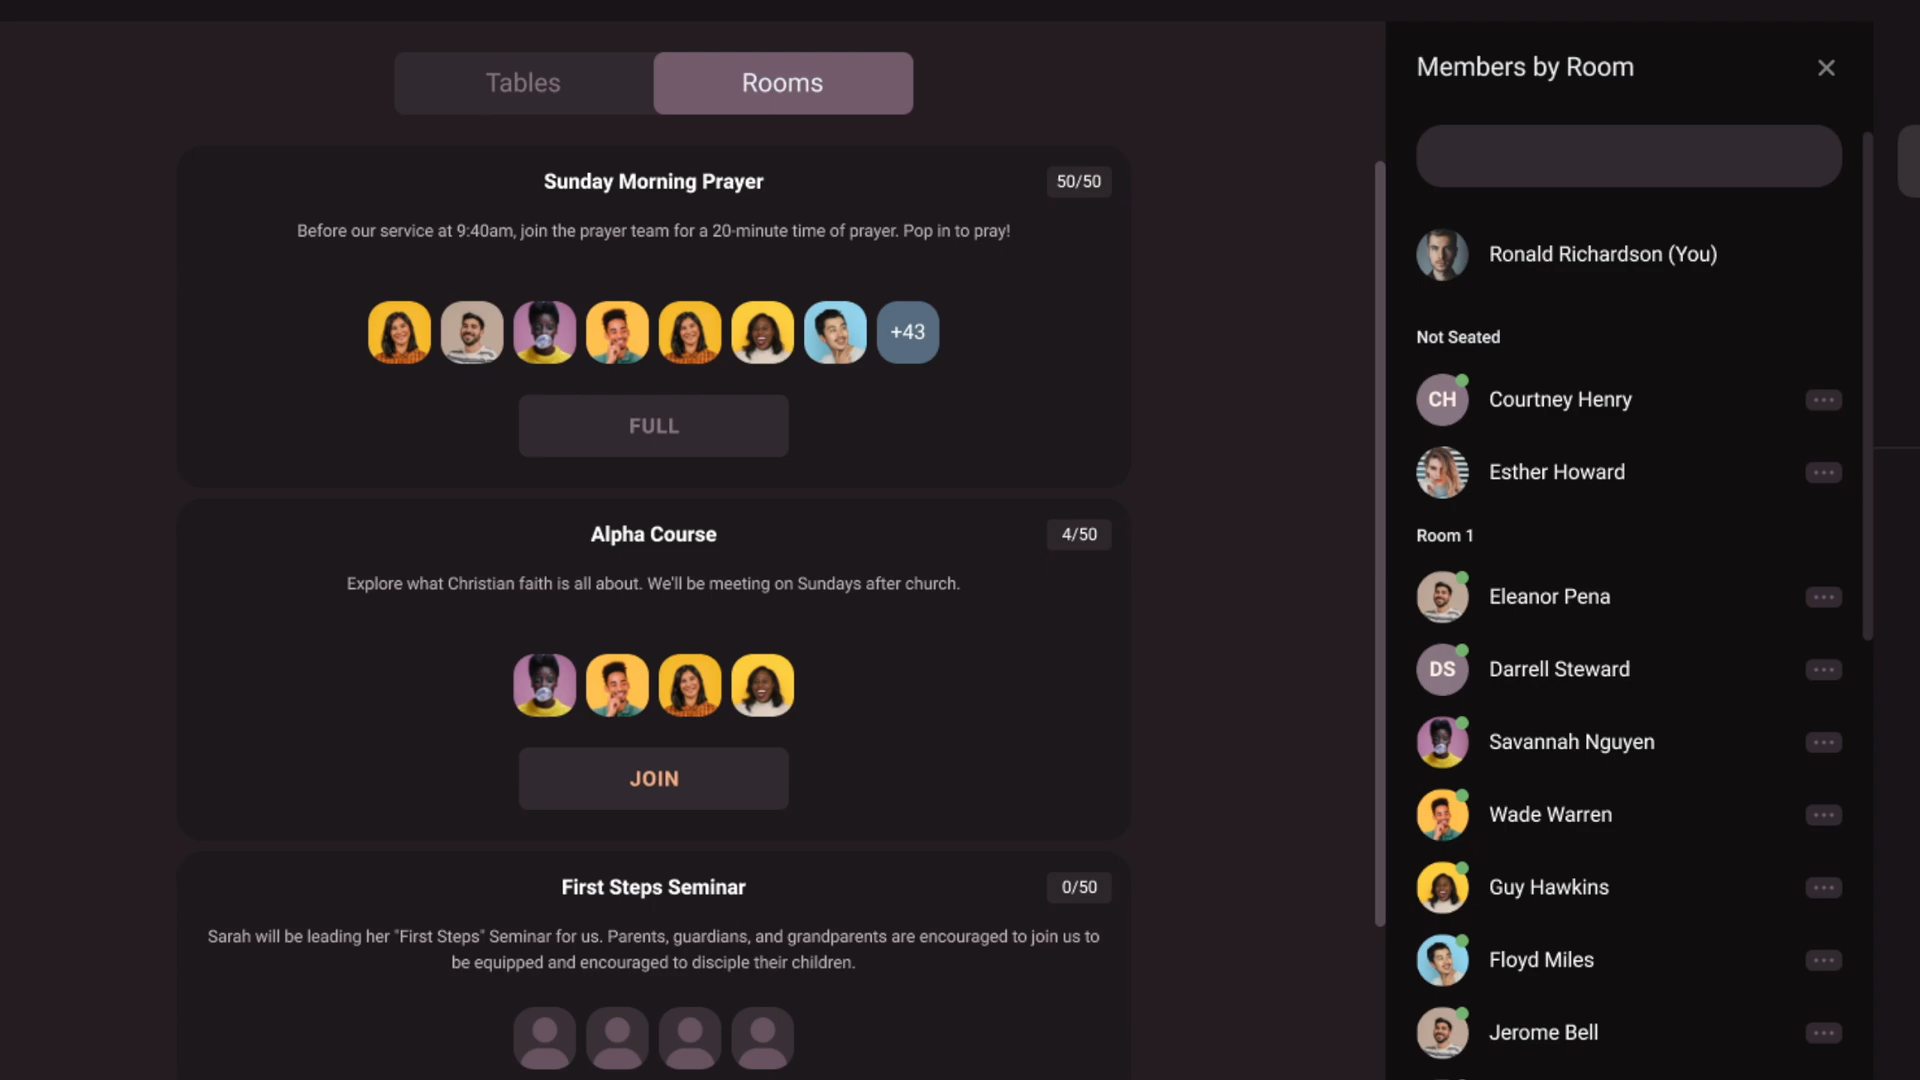 Tables
Rooms
Sunday Morning Prayer
50/50
Before our service at 9:40am, join the prayer team for a 20-minute time of prayer. Pop in to pray!
+43
FULL
Alpha Course
4/50
Explore what Christian faith is all about. We'll be meeting on Sundays after church.
JOIN
First Steps Seminar
0/50
Sarah will be leading her "First Steps" Seminar for us. Parents, guardians, and grandparents are encouraged to join us to
be equipped and encouraged to disciple their children.
Members by Room
Ronald Richardson (You)
Not Seated
CH
Courtney Henry
Esther Howard
Room 1
Eleanor Pena
DS
Darrell Steward
Savannah Nguyen
Wade Warren
Guy Hawkins
Floyd Miles
Jerome Bell